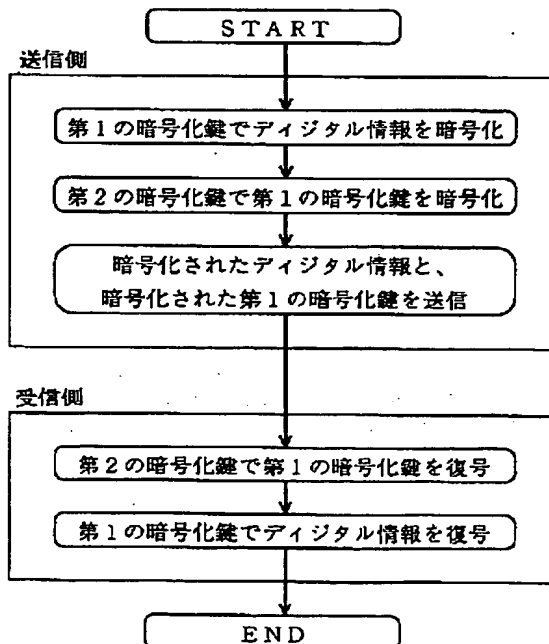 START
送信側
第1の暗号化鍵でディジタル情報を暗号化
第2の暗号化鍵で第1の暗号化鍵を暗号化
暗号化されたディジタル情報と、
暗号化された第1の暗号化鍵を送信
受信側
第2の暗号化鍵で第1の暗号化鍵を復号
第1の暗号化鍵でディジタル情報を復号
END